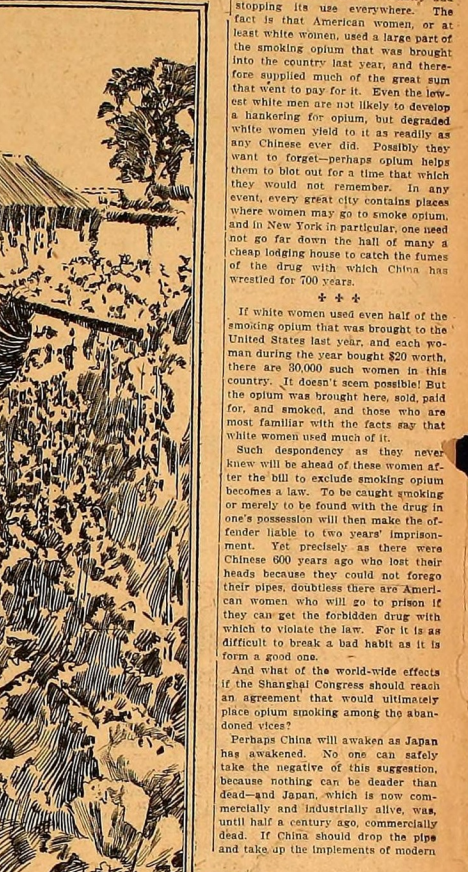 stopping its use everywhere. The
fact is that American women, or at
least white women, used a large part of
the smoking opium that was brought
into the country last year, and there-
fore supplied much of the great sum
that went to pay for it. Even the low-
est white men are not likely to develop
a hankering for opium, but degraded
white women yield to it as readily as
any Chinese ever did. Possibly they
want to forget—perhaps opium helps
them to blot out for a time that which
they would not remember. In any
event, every great city contains places
where women may go to smoke opium,
and in New York in particular, one need
not go far down the hall of many a
cheap lodging house to catch the fumes
of the drug with which China has
wrestled for 700 years.
✢ ✢ ✢
If white women used even half of the
smoking opium that was brought to the
United States last year, and each wo-
man during the year bought $20 worth,
there are 30,000 such women in this
country. It doesn't seem possible! But
the opium was brought here, sold, paid
for, and smoked, and those who are
most familiar with the facts say that
white women used much of it.
Such despondency as they never
knew will be ahead of these women af-
ter the bill to exclude smoking opium
becomes a law. To be caught smoking
or merely to be found with the drug in
one's possession will then make the of-
fender liable to two years' imprison-
ment. Yet precisely as there were
Chinese 600 years ago who lost their
heads because they could not forego
their pipes, doubtless there are Ameri-
can women who will go to prison if
they can get the forbidden drug with
which to violate the law. For it is as
difficult to break a bad habit as it is
form a good one.
And what of the world-wide effects
if the Shanghai Congress should reach
an agreement that would ultimately
place opium smoking among the aban-
doned vices?
Perhaps China will awaken as Japan
has awakened. No one can safely
take the negative of this suggestion,
because nothing can be deader than
dead—and Japan, which is now com-
mercially and industrially alive, was,
until half a century ago, commercially
dead. If China should drop the pipe
and take up the implements of modern